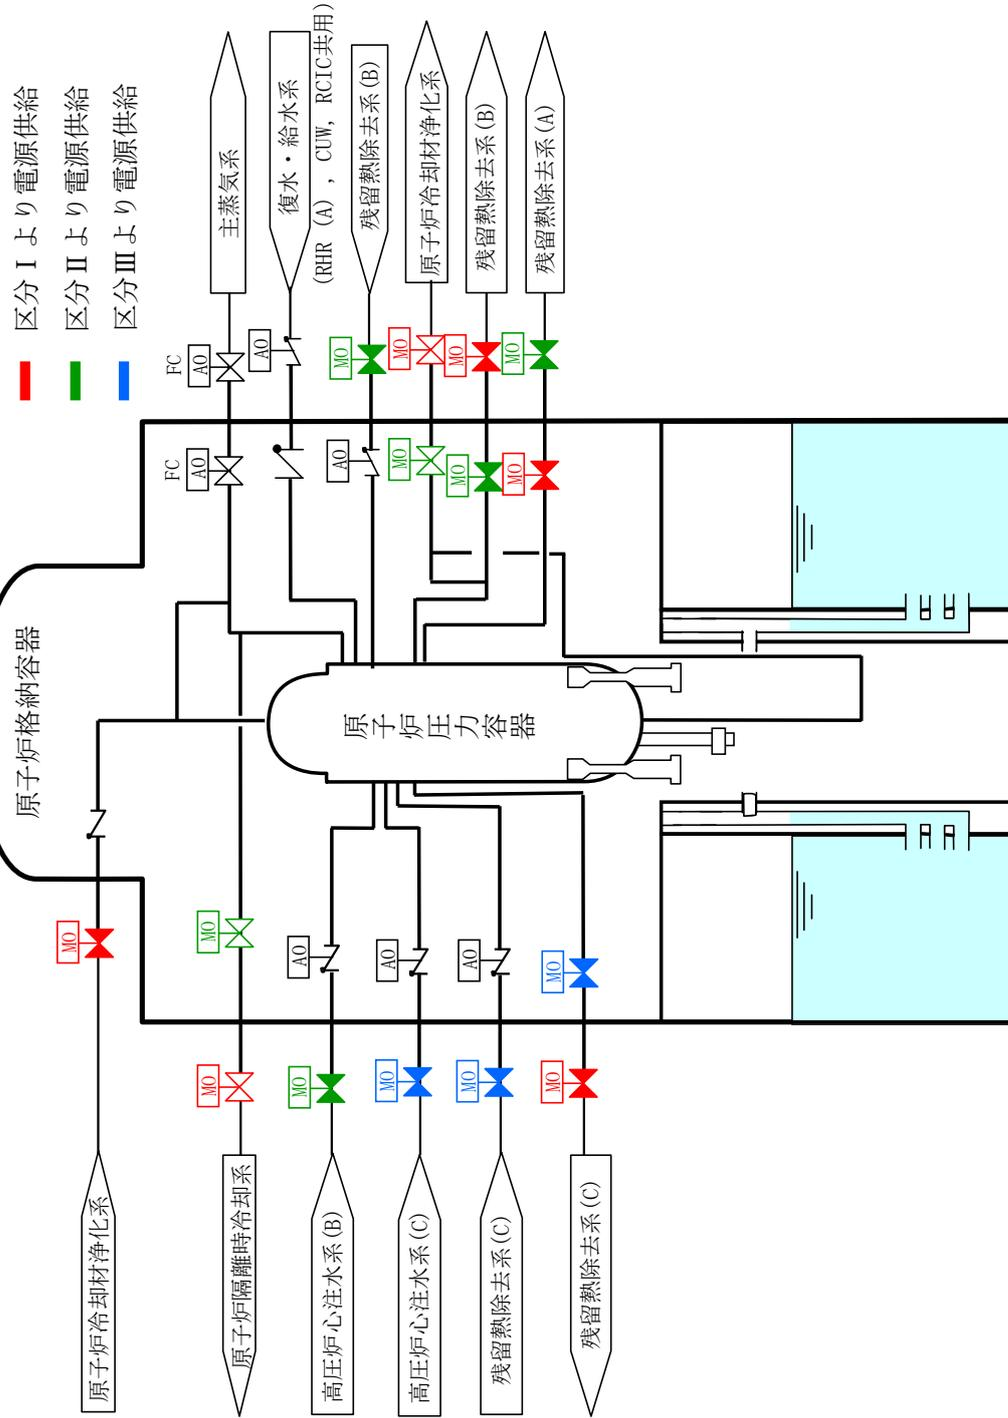 区分Ⅰより電源供給
区分Ⅱより電源供給
区分Ⅲより電源供給
原子炉格納容器
原子炉圧力容器
原子炉冷却材浄化系
MO
原子炉隔離時冷却系
MO
MO
高圧炉心注水系(B)
MO
AO
高圧炉心注水系(C)
MO
AO
残留熱除去系(C)
MO
AO
残留熱除去系(C)
MO
MO
FC
AO
FC
AO
主蒸気系
AO
復水・給水系
(RHR (A) , CUW, RCIC共用)
AO
MO
残留熱除去系(B)
MO
MO
原子炉冷却材浄化系
MO
MO
残留熱除去系(B)
MO
MO
残留熱除去系(A)